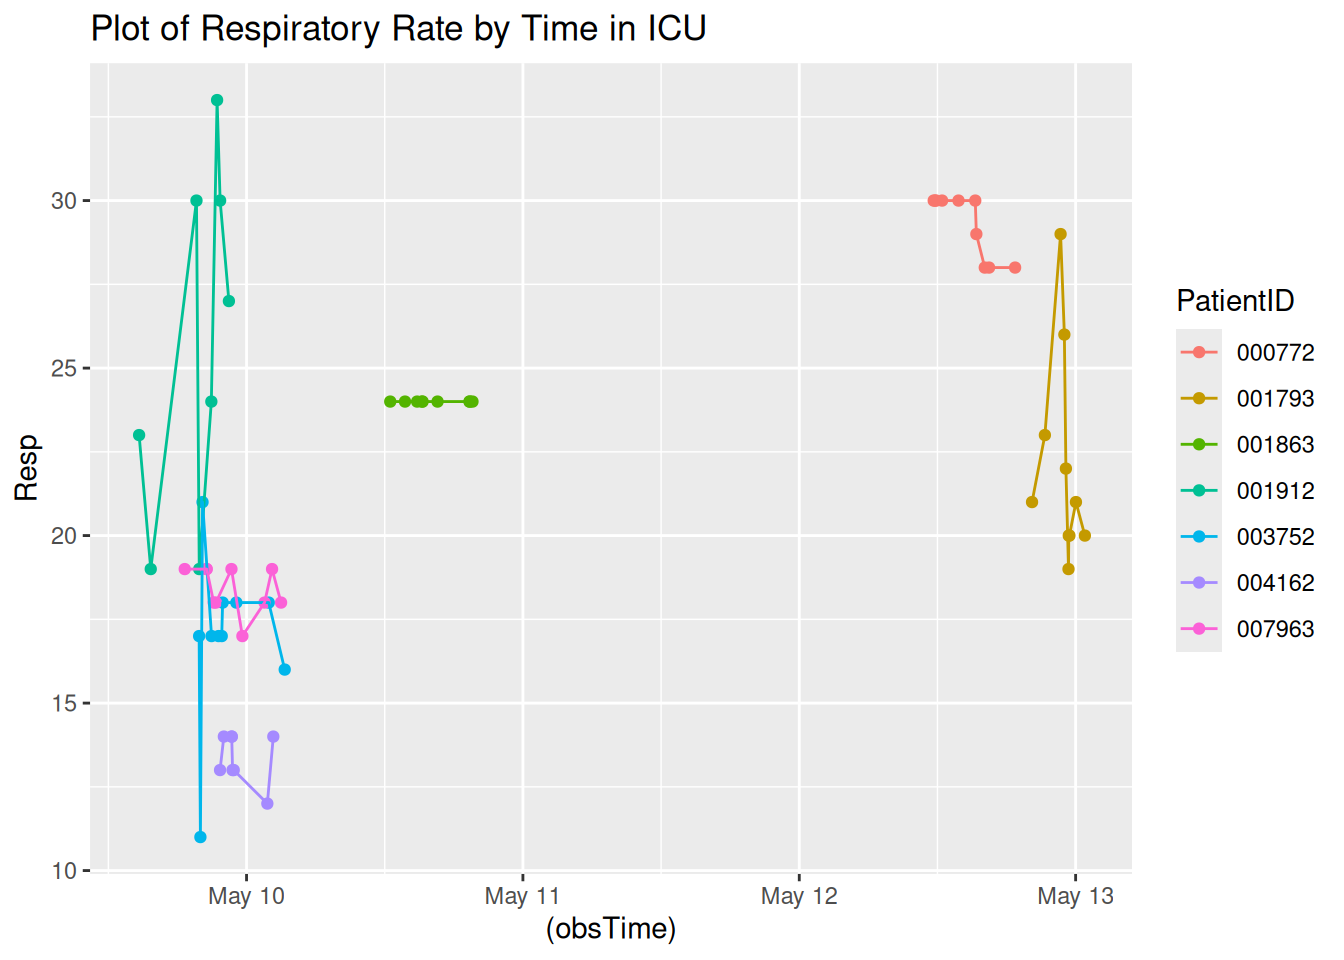 Plot of Respiratory Rate by Time in ICU
Resp
30
25
20
15
10
May 10
May 11
May 12
May 13
(obsTime)
PatientID
000772
001793
001863
001912
003752
004162
007963